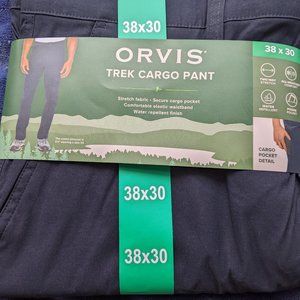 38x30
ORVIS
TREK CARGO PANT
38 x 30
Stretch fabric • Secure cargo pocket
Comfortable elastic waistband
Water repellent finish
CARGO
POCKET
DETAIL
38x30
38x30